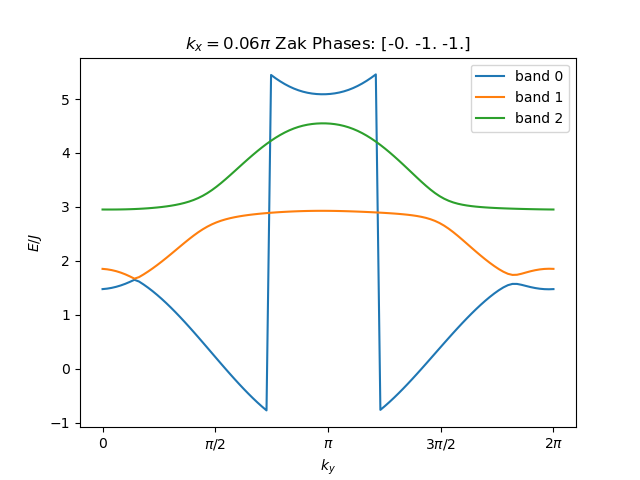 $k_x = 0.06\pi$ Zak Phases: [-0. -1. -1.]
band 0
band 1
band 2
5
4
3
2
1
0
−1
E/J
0
π/2
π
3π/2
2π
$k_y$